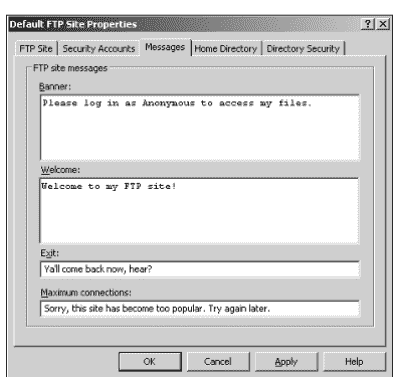 Default FTP Site Properties
? X
FTP Site Security Accounts Messages Home Directory Directory Security
FTP site messages
Banner:
Please log in as Anonymous to access my files.
Welcome:
Welcome to my FTP site!
Exit:
Ya'll come back now, hear?
Maximum connections:
Sorry, this site has become too popular. Try again later.
OK Cancel Apply Help